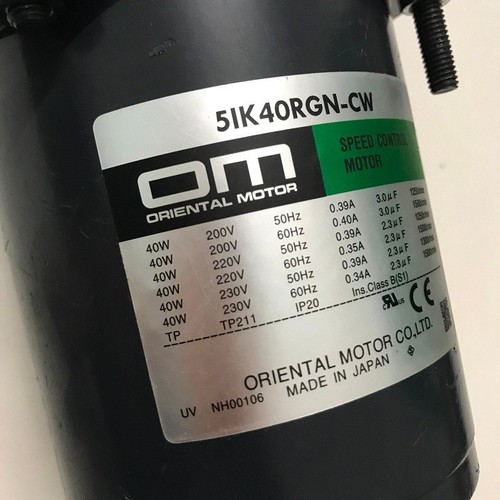 5IK40RGN-CW
OM
ORIENTAL MOTOR
SPEED CONTROL
MOTOR
40W 200V 50Hz 0.39A 3.0μF
40W 200V 60Hz 0.40A 3.0μF
40W 220V 50Hz 0.39A 2.3μF
40W 220V 60Hz 0.35A 2.3μF
40W 230V 50Hz 0.39A 2.3μF
40W 230V 60Hz 0.34A 2.3μF
TP TP211 IP20 Ins.Class B(S1)
c UL US CE
ORIENTAL MOTOR CO.,LTD.
UV NH00106 MADE IN JAPAN